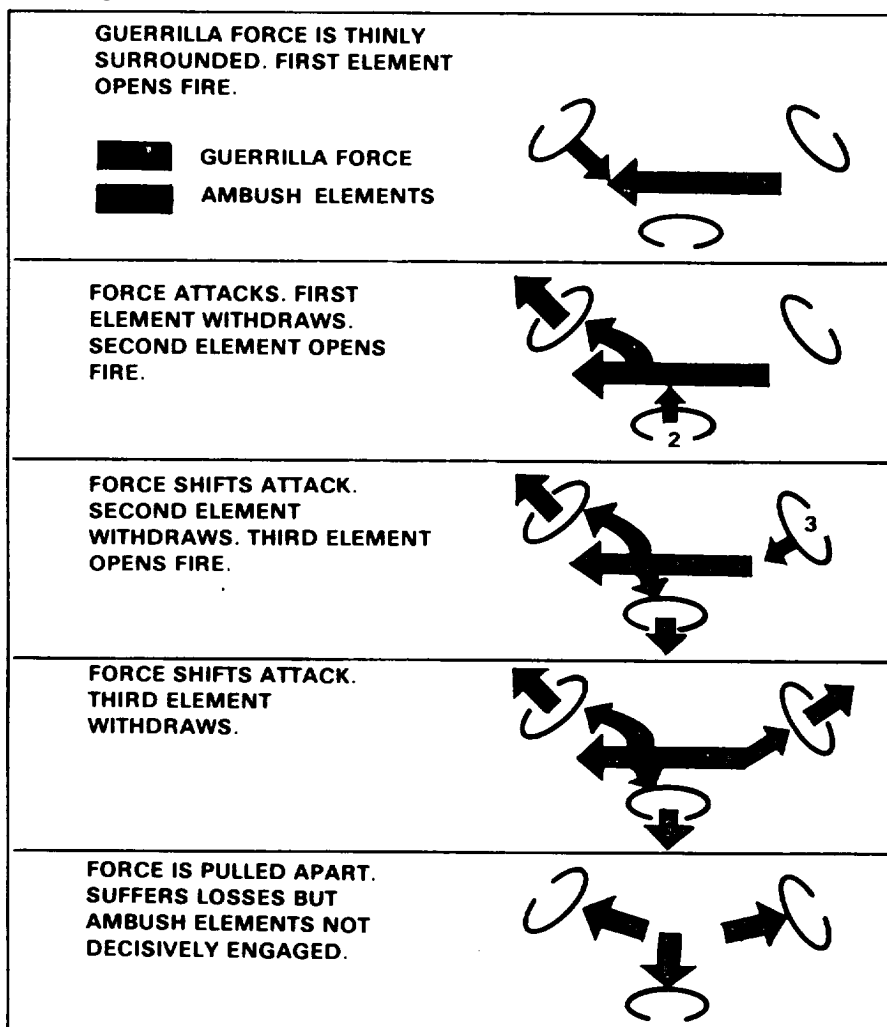 GUERRILLA FORCE IS THINLY
SURROUNDED. FIRST ELEMENT
OPENS FIRE.
GUERRILLA FORCE
AMBUSH ELEMENTS
FORCE ATTACKS. FIRST
ELEMENT WITHDRAWS.
SECOND ELEMENT OPENS
FIRE.
2
FORCE SHIFTS ATTACK.
SECOND ELEMENT
WITHDRAWS. THIRD ELEMENT
OPENS FIRE.
3
FORCE SHIFTS ATTACK.
THIRD ELEMENT
WITHDRAWS.
FORCE IS PULLED APART.
SUFFERS LOSSES BUT
AMBUSH ELEMENTS NOT
DECISIVELY ENGAGED.